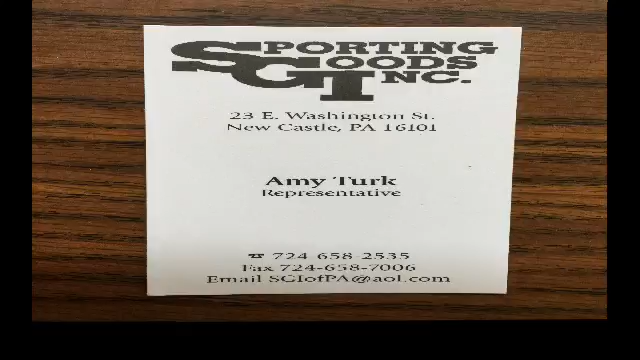 SPORTING
GOODS
INC.
23 E. Washington St.
New Castle, PA 16101
Amy Turk
Representative
☎ 724-658-2535
Fax 724-658-7006
Email SGIofPA@aol.com